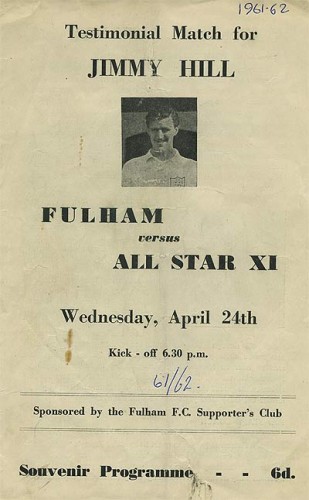 1961-62
Testimonial Match for
JIMMY HILL
FULHAM
versus
ALL STAR XI
Wednesday, April 24th
Kick - off 6.30 p.m.
61/62.
Sponsored by the Fulham F.C. Supporter's Club
Souvenir Programme - - 6d.